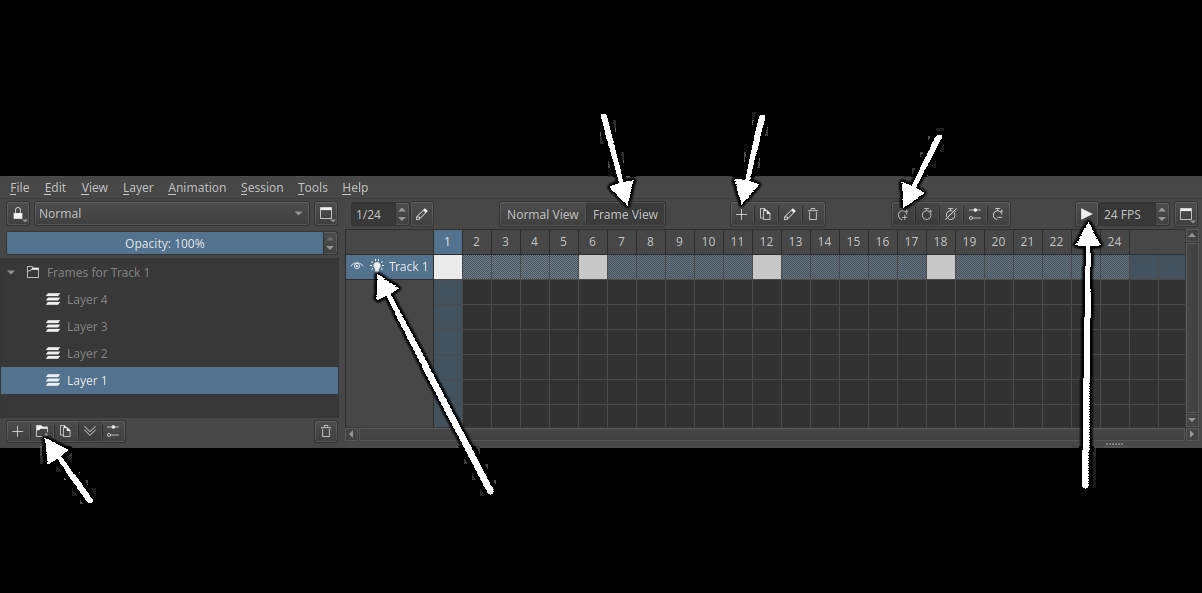 File Edit View Layer Animation Session Tools Help
Normal 1/24 Normal View Frame View 24 FPS
Opacity: 100% 1 2 3 4 5 6 7 8 9 10 11 12 13 14 15 16 17 18 19 20 21 22 24
Frames for Track 1 Track 1
Layer 4
Layer 3
Layer 2
Layer 1